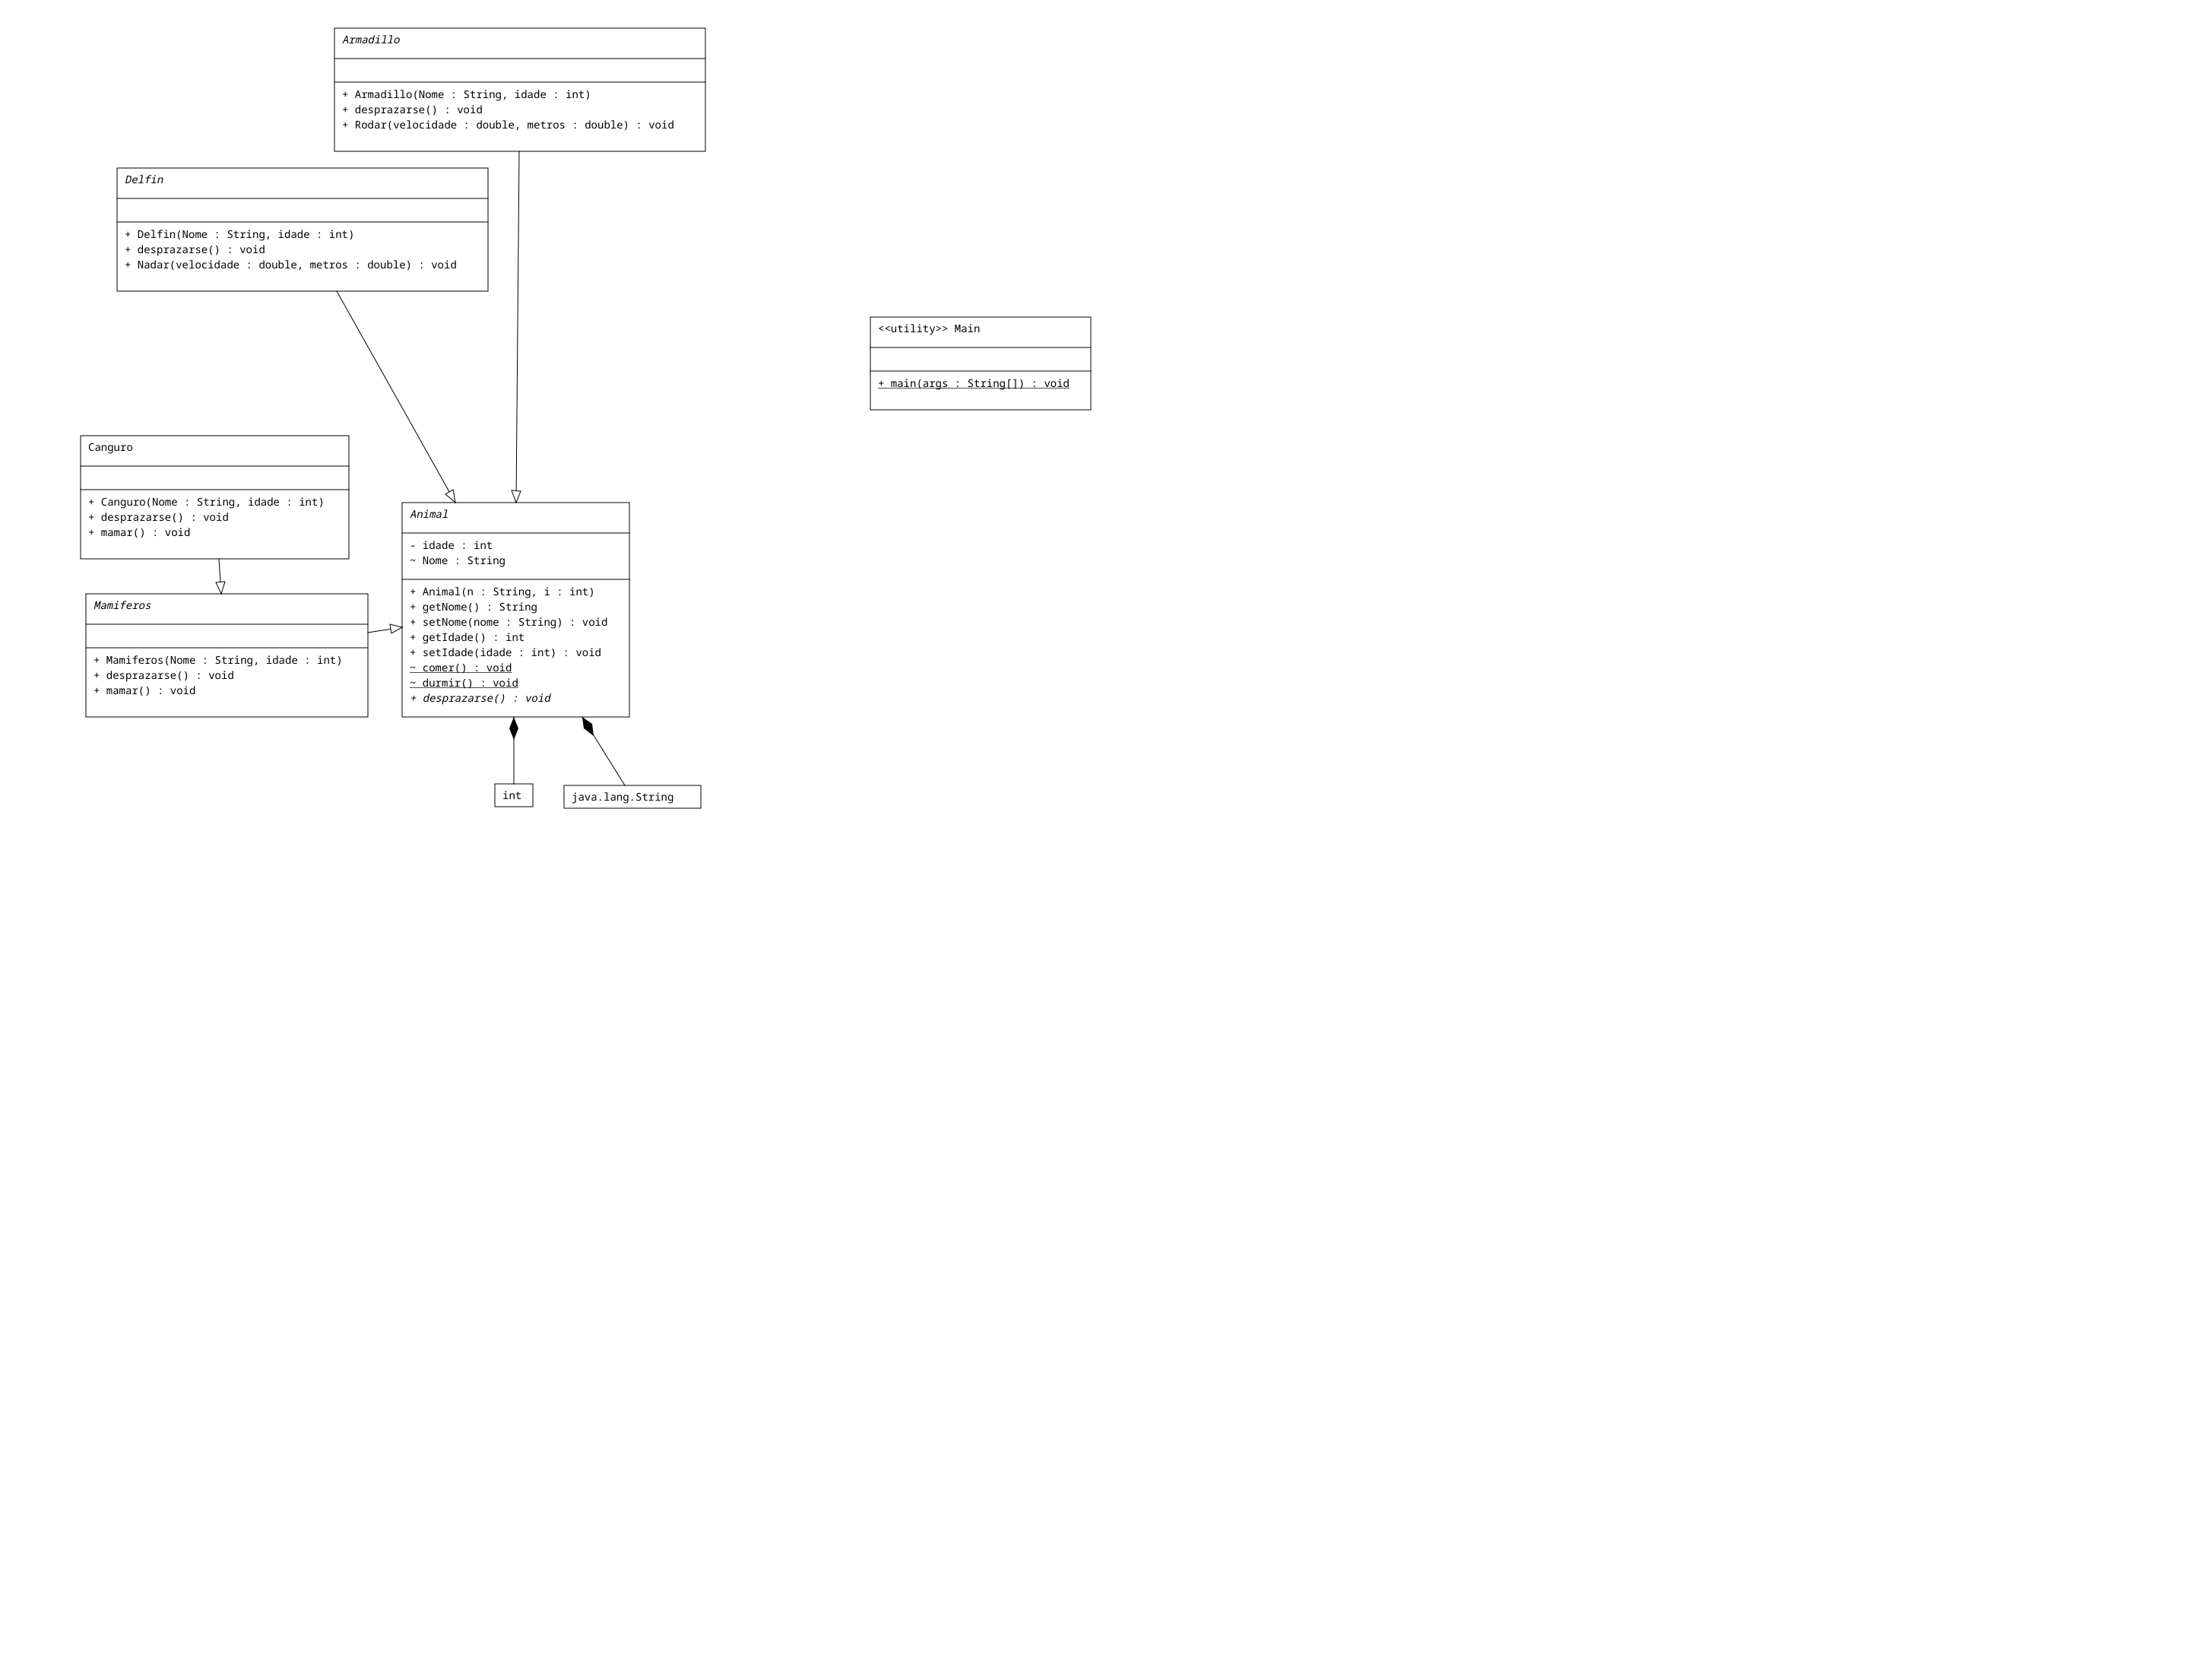 Armadillo
+ Armadillo(Nome : String, idade : int)
+ desprazarse() : void
+ Rodar(velocidade : double, metros : double) : void
Delfin
+ Delfin(Nome : String, idade : int)
+ desprazarse() : void
+ Nadar(velocidade : double, metros : double) : void
<<utility>> Main
+ main(args : String[]) : void
Canguro
+ Canguro(Nome : String, idade : int)
+ desprazarse() : void
+ mamar() : void
Animal
- idade : int
~ Nome : String
+ Animal(n : String, i : int)
+ getNome() : String
+ setNome(nome : String) : void
+ getIdade() : int
+ setIdade(idade : int) : void
~ comer() : void
~ durmir() : void
+ desprazarse() : void
Mamiferos
+ Mamiferos(Nome : String, idade : int)
+ desprazarse() : void
+ mamar() : void
int
java.lang.String